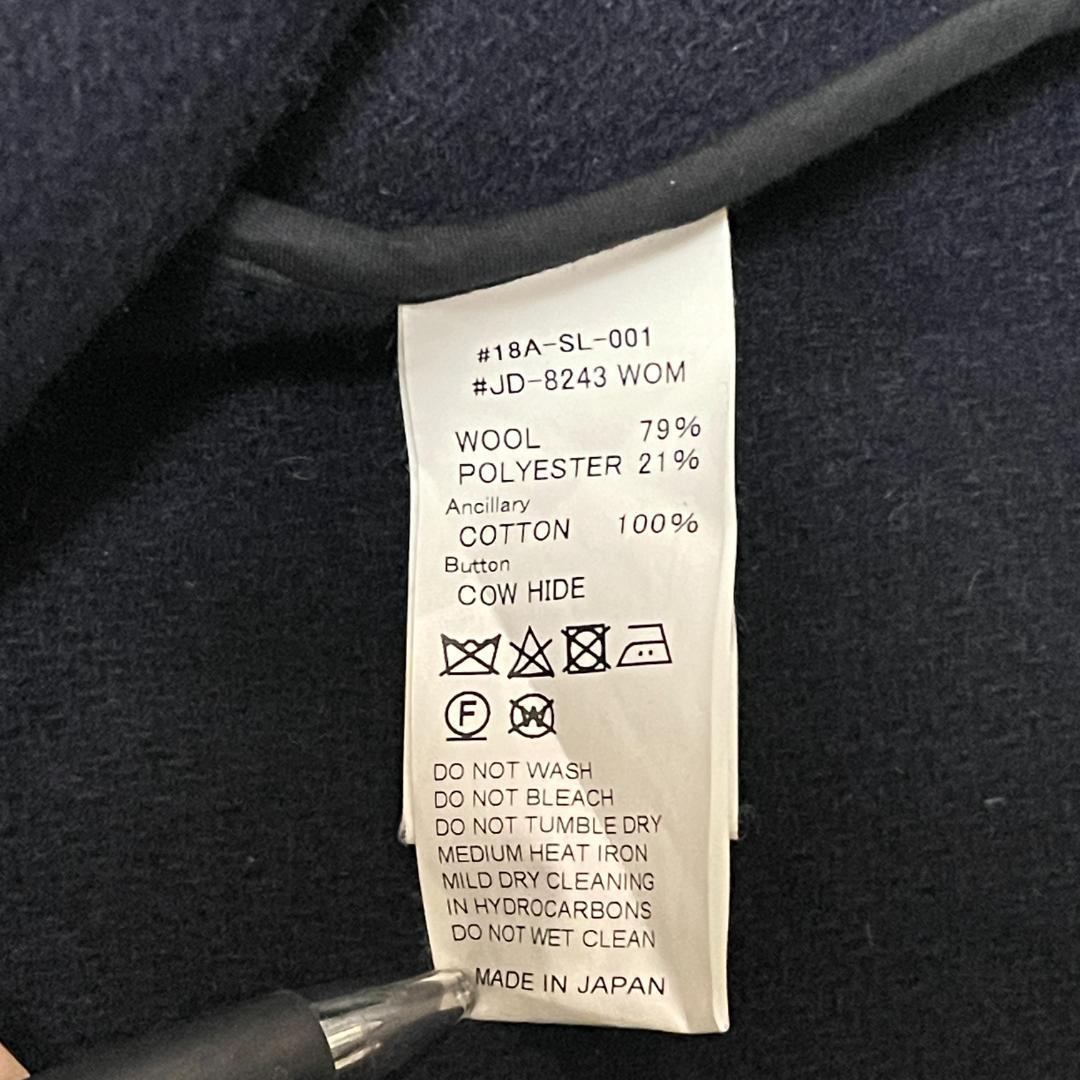 #18A-SL-001
#JD-8243 WOM
WOOL 79%
POLYESTER 21%
Ancillary
COTTON 100%
Button
COW HIDE
F W
DO NOT WASH
DO NOT BLEACH
DO NOT TUMBLE DRY
MEDIUM HEAT IRON
MILD DRY CLEANING
IN HYDROCARBONS
DO NOT WET CLEAN
MADE IN JAPAN